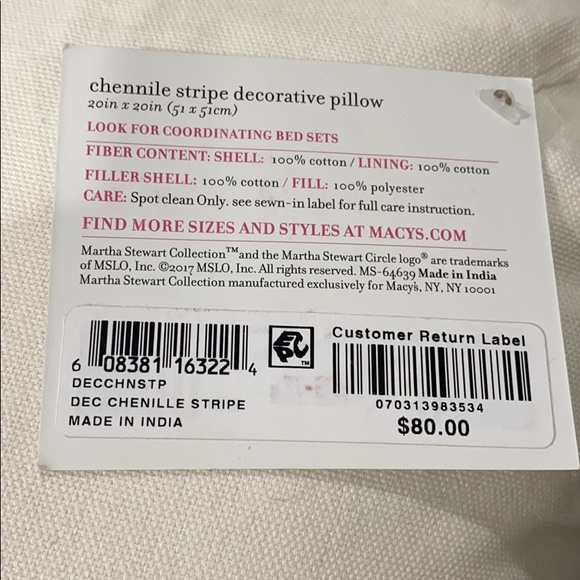 chennile stripe decorative pillow
20in x 20in (51 x 51cm)
LOOK FOR COORDINATING BED SETS
FIBER CONTENT: SHELL: 100% cotton / LINING: 100% cotton
FILLER SHELL: 100% cotton / FILL: 100% polyester
CARE: Spot clean Only. see sewn-in label for full care instruction.
FIND MORE SIZES AND STYLES AT MACYS.COM
Martha Stewart Collection™and the Martha Stewart Circle logo® are trademarks
of MSLO, Inc. ©2017 MSLO, Inc. All rights reserved. MS-64639 Made in India
Martha Stewart Collection manufactured exclusively for Macy's, NY, NY 10001
6 08381 16322 4
DECCHNSTP
DEC CHENILLE STRIPE
MADE IN INDIA
EPC™
Customer Return Label
070313983534
$80.00